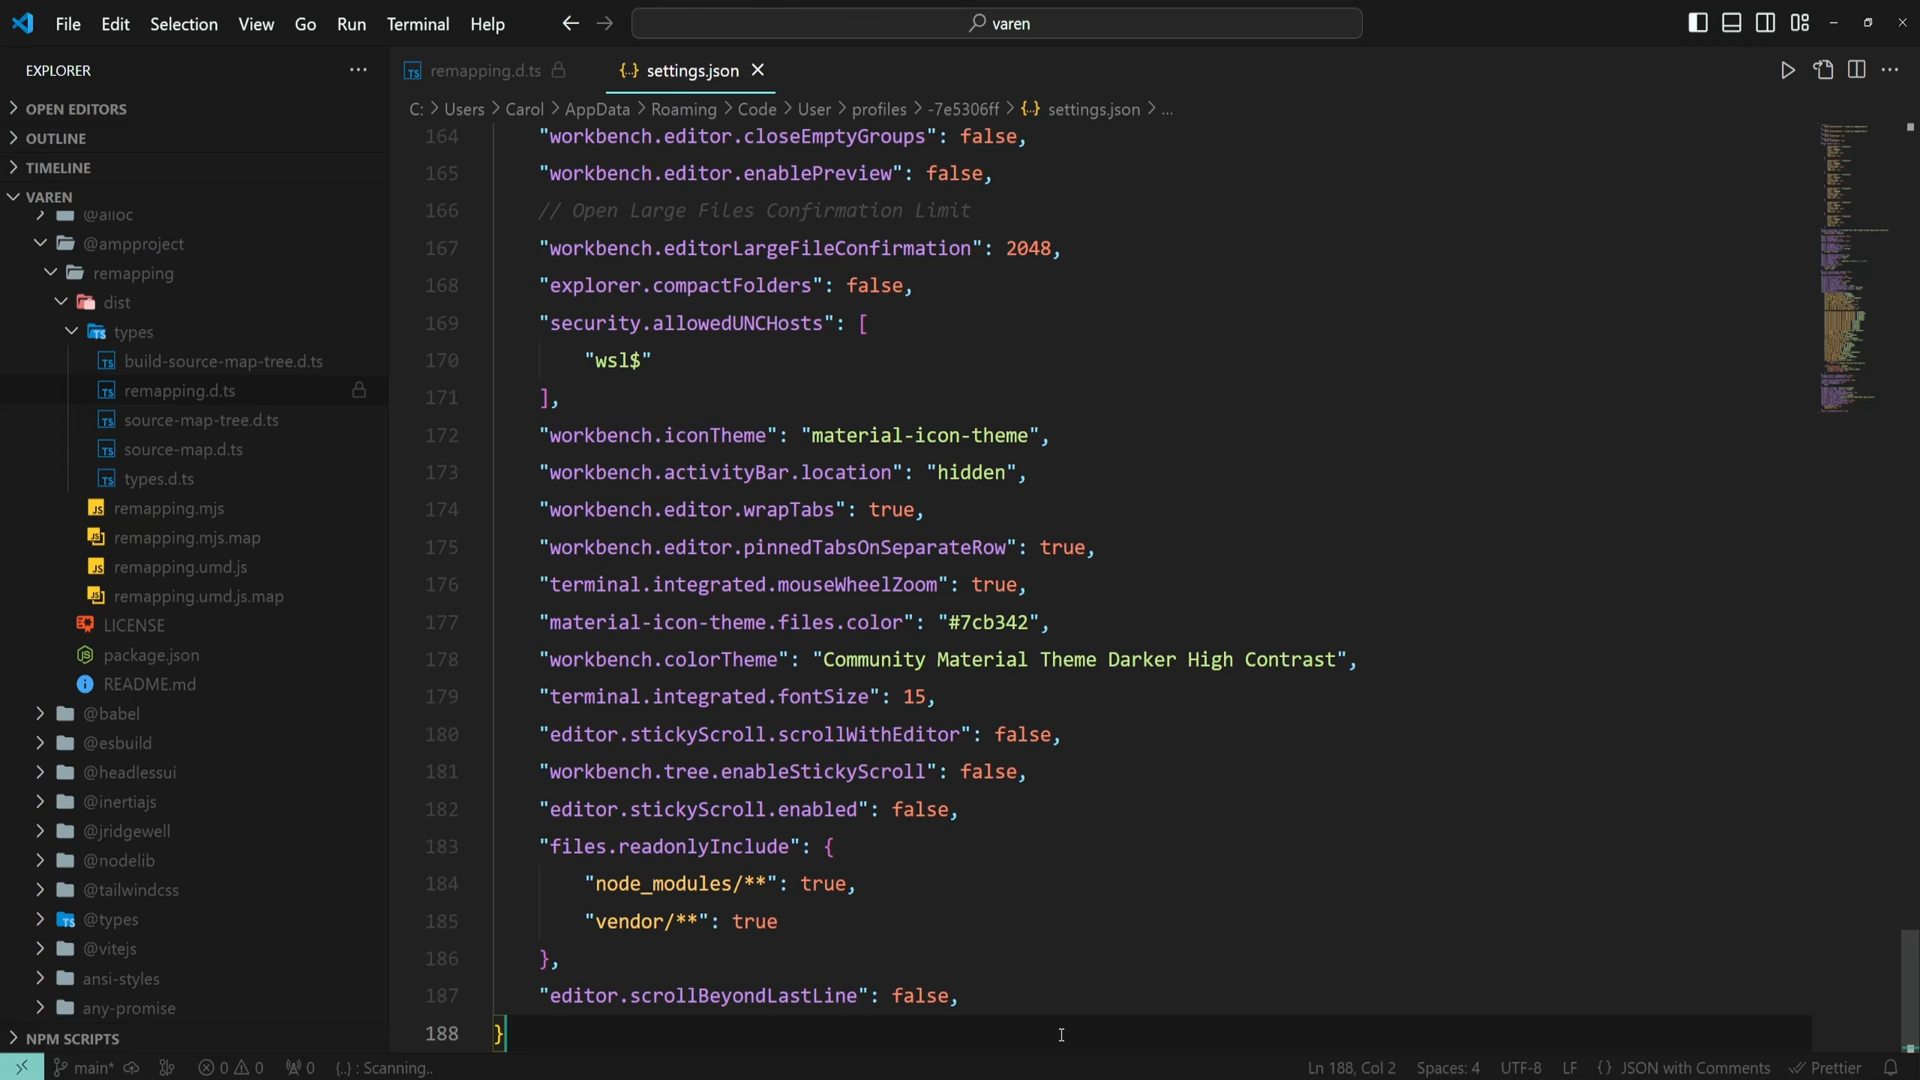 File Edit Selection View Go Run Terminal Help
varen
EXPLORER
remapping.d.ts
settings.json
C: > Users > Carol > AppData > Roaming > Code > User > profiles > -7e5306ff > {..} settings.json > ...
OPEN EDITORS
OUTLINE
TIMELINE
VAREN
@alloc
@ampproject
remapping
dist
types
build-source-map-tree.d.ts
remapping.d.ts
source-map-tree.d.ts
source-map.d.ts
types.d.ts
remapping.mjs
remapping.mjs.map
remapping.umd.js
remapping.umd.js.map
LICENSE
package.json
README.md
@babel
@esbuild
@headlessui
@inertiajs
@jridgewell
@nodelib
@tailwindcss
@types
@vitejs
ansi-styles
any-promise
NPM SCRIPTS
164 "workbench.editor.closeEmptyGroups": false,
165 "workbench.editor.enablePreview": false,
166 // Open Large Files Confirmation Limit
167 "workbench.editorLargeFileConfirmation": 2048,
168 "explorer.compactFolders": false,
169 "security.allowedUNCHosts": [
170 "wsl$"
171 ],
172 "workbench.iconTheme": "material-icon-theme",
173 "workbench.activityBar.location": "hidden",
174 "workbench.editor.wrapTabs": true,
175 "workbench.editor.pinnedTabsOnSeparateRow": true,
176 "terminal.integrated.mouseWheelZoom": true,
177 "material-icon-theme.files.color": "#7cb342",
178 "workbench.colorTheme": "Community Material Theme Darker High Contrast",
179 "terminal.integrated.fontSize": 15,
180 "editor.stickyScroll.scrollWithEditor": false,
181 "workbench.tree.enableStickyScroll": false,
182 "editor.stickyScroll.enabled": false,
183 "files.readonlyInclude": {
184 "node_modules/**": true,
185 "vendor/**": true
186 },
187 "editor.scrollBeyondLastLine": false,
188 }
main* 0 0 0 {..} : Scanning.. Ln 188, Col 2 Spaces: 4 UTF-8 LF {} JSON with Comments Prettier